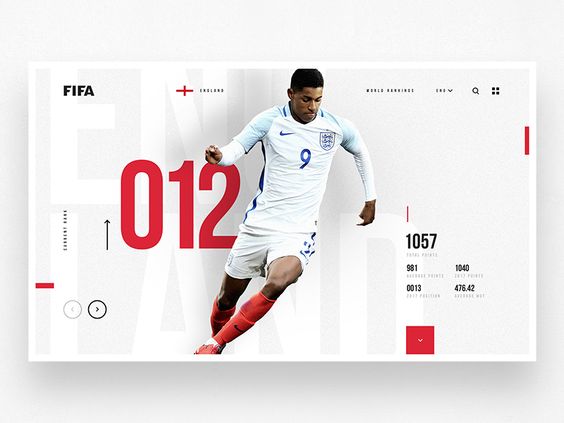 FIFA
ENGLAND
WORLD RANKINGS
ENG
ENGLAND
9
012
CURRENT RANK
1057
TOTAL POINTS
981
AVERAGE POINTS
1040
2017 POINTS
0013
2017 POSITION
476.42
AVERAGE WGT